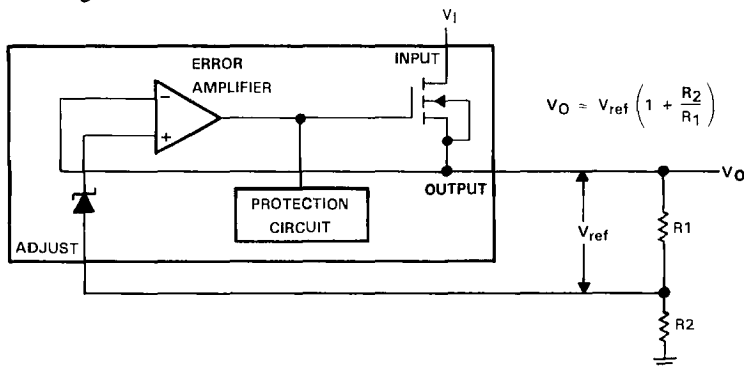 V_I
ERROR
AMPLIFIER
INPUT
−
+
V_O = V_ref (1 + R2/R1)
OUTPUT
V_O
PROTECTION
CIRCUIT
ADJUST
V_ref
R1
R2